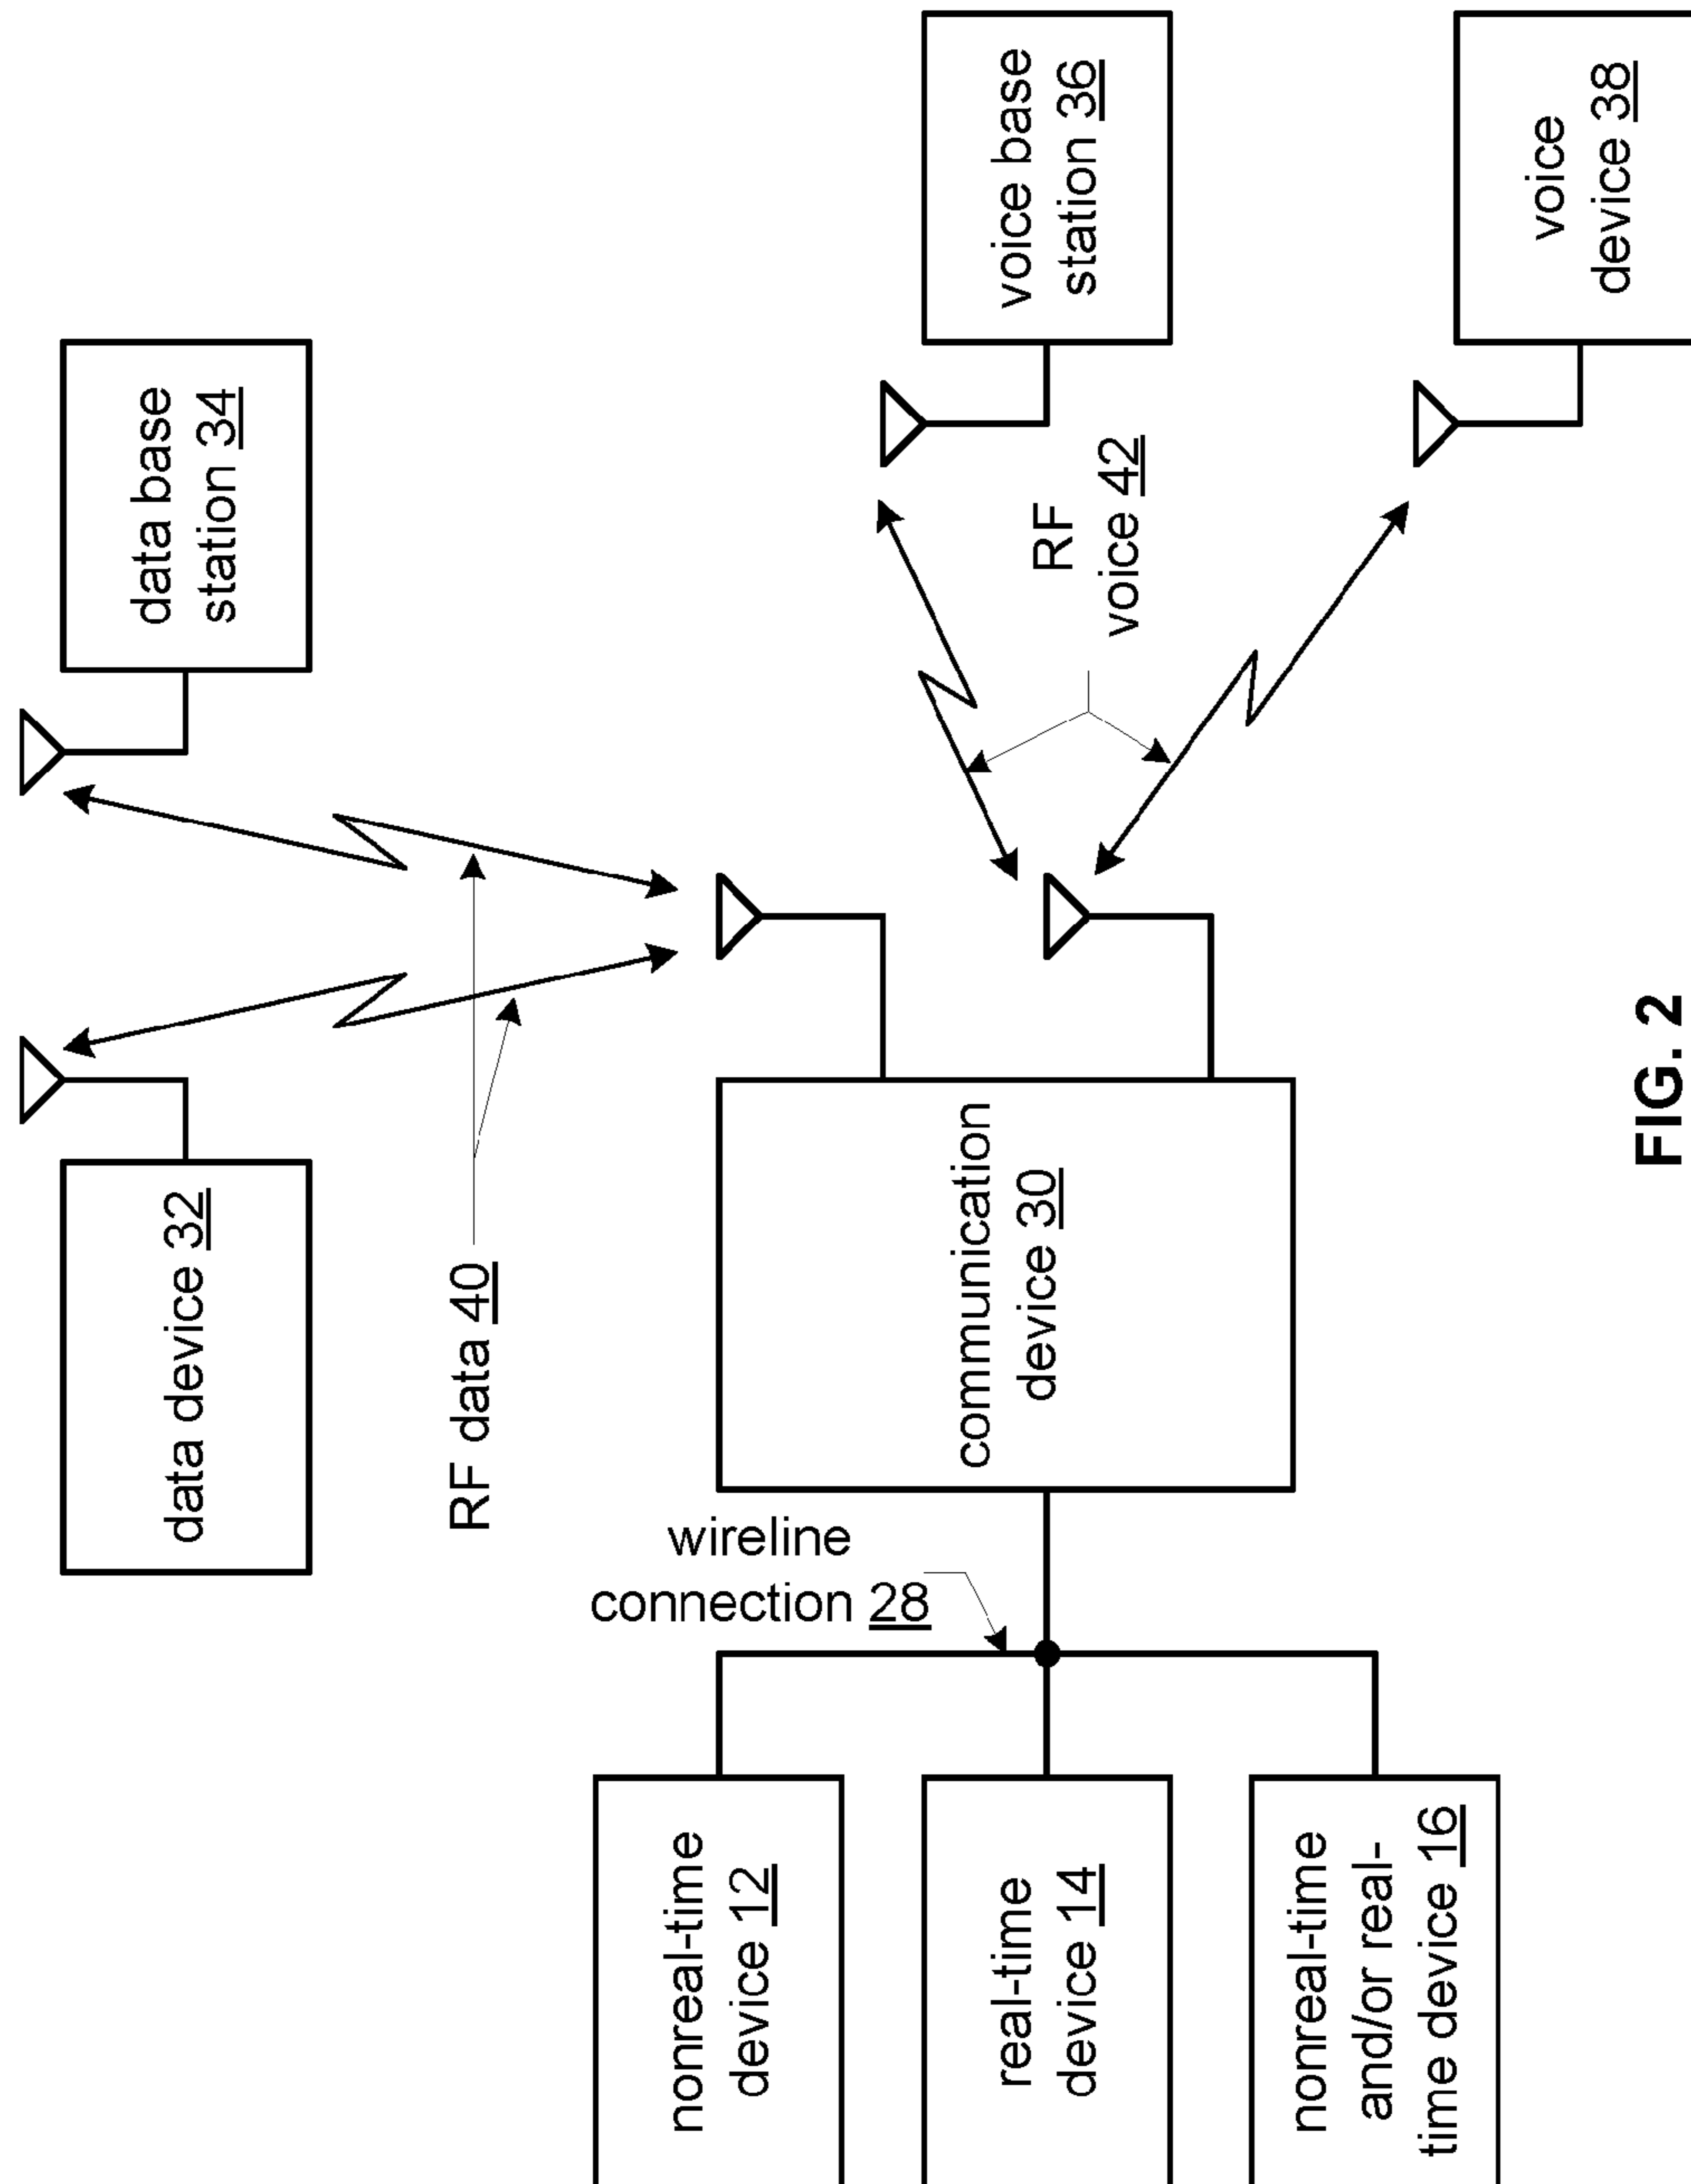 data device 32
data base
station 34
RF data 40
wireline
connection 28
nonreal-time
device 12
communication
device 30
RF
voice 42
voice base
station 36
real-time
device 14
nonreal-time
and/or real-
time device 16
voice
device 38
FIG. 2